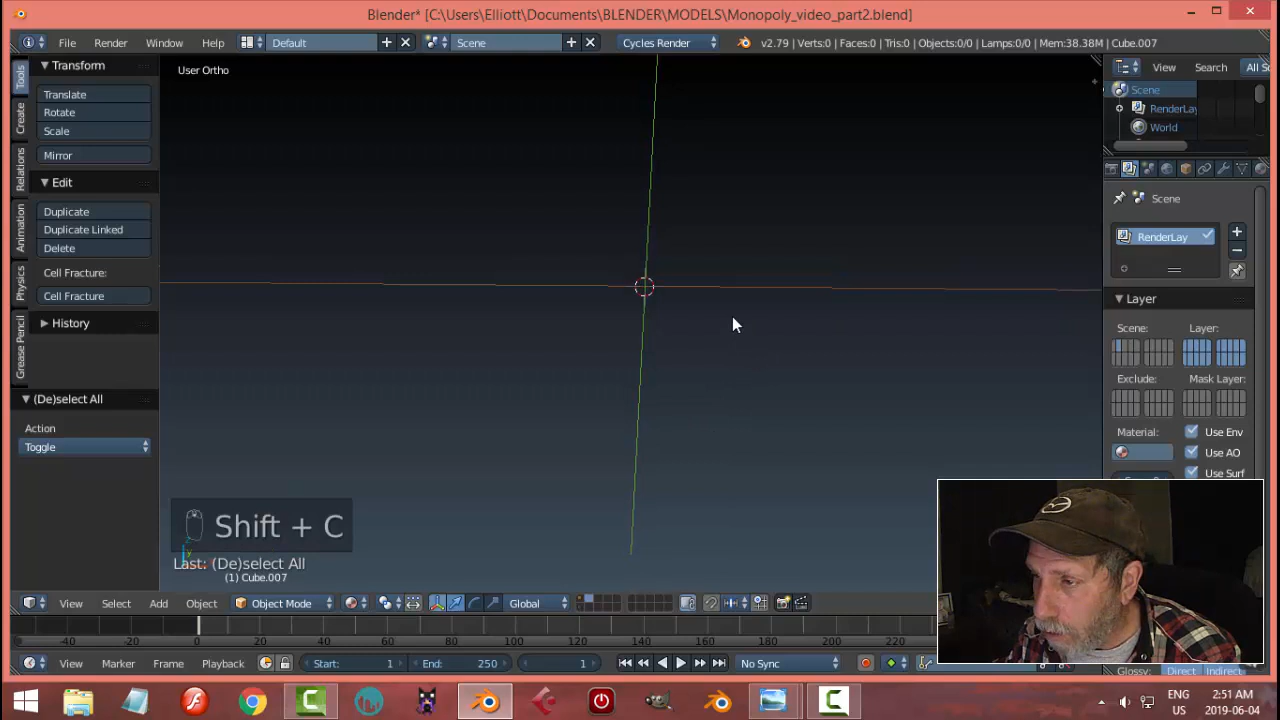 Blender* [C:\Users\Elliott\Documents\BLENDER\MODELS\Monopoly_video_part2.blend]
File Render Window Help Default Scene Cycles Render v2.79 | Verts:0 | Faces:0 | Tris:0 | Objects:0/0 | Lamps:0/0 | Mem:38.38M | Cube.007
Tools
Create
Relations
Animation
Physics
Grease Pencil
Transform
Translate
Rotate
Scale
Mirror
Edit
Duplicate
Duplicate Linked
Delete
Cell Fracture:
Cell Fracture
History
(De)select All
Action
Toggle
User Ortho
Shift + C
Last: (De)select All
(1) Cube.007
View Search All Sc
Scene
RenderLay
World
Scene
RenderLay
Layer
Scene: Layer:
Exclude: Mask Layer:
Material: Use Env
Use AO
Use Surf
Glossy: Direct Indirect
View Select Add Object Object Mode Global
-40 -20 0 20 40 60 80 100 120 140 160 180 200
View Marker Frame Playback Start: 1 End: 250 1 No Sync
ENG 2:51 AM
US 2019-06-04